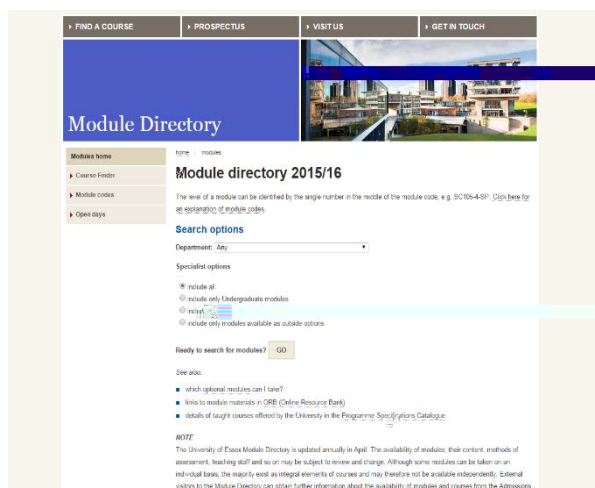 FIND A COURSE
PROSPECTUS
VISIT US
GET IN TOUCH
Module Directory
Modules home
Course Finder
Module codes
Open days
home modules
Module directory 2015/16
The level of a module can be identified by the single number in the middle of the module code, e.g. SC105-4-SP. Click here for
an explanation of module codes.
Search options
Department: Any
Specialist options
include all
include only Undergraduate modules
include only modules available as outside options
Ready to search for modules? GO
See also:
which optional modules can I take?
links to module materials in ORB (Online Resource Bank)
details of taught courses offered by the University in the Programme Specifications Catalogue
NOTE
The University of Essex Module Directory is updated annually in April. The availability of modules, their content, methods of
assessment, teaching staff and so on may be subject to review and change. Although some modules can be taken on an
individual basis, the majority exist as integral elements of courses and may therefore not be available independently. External
visitors to the Module Directory can obtain further information about the availability of modules and courses from the Admissions